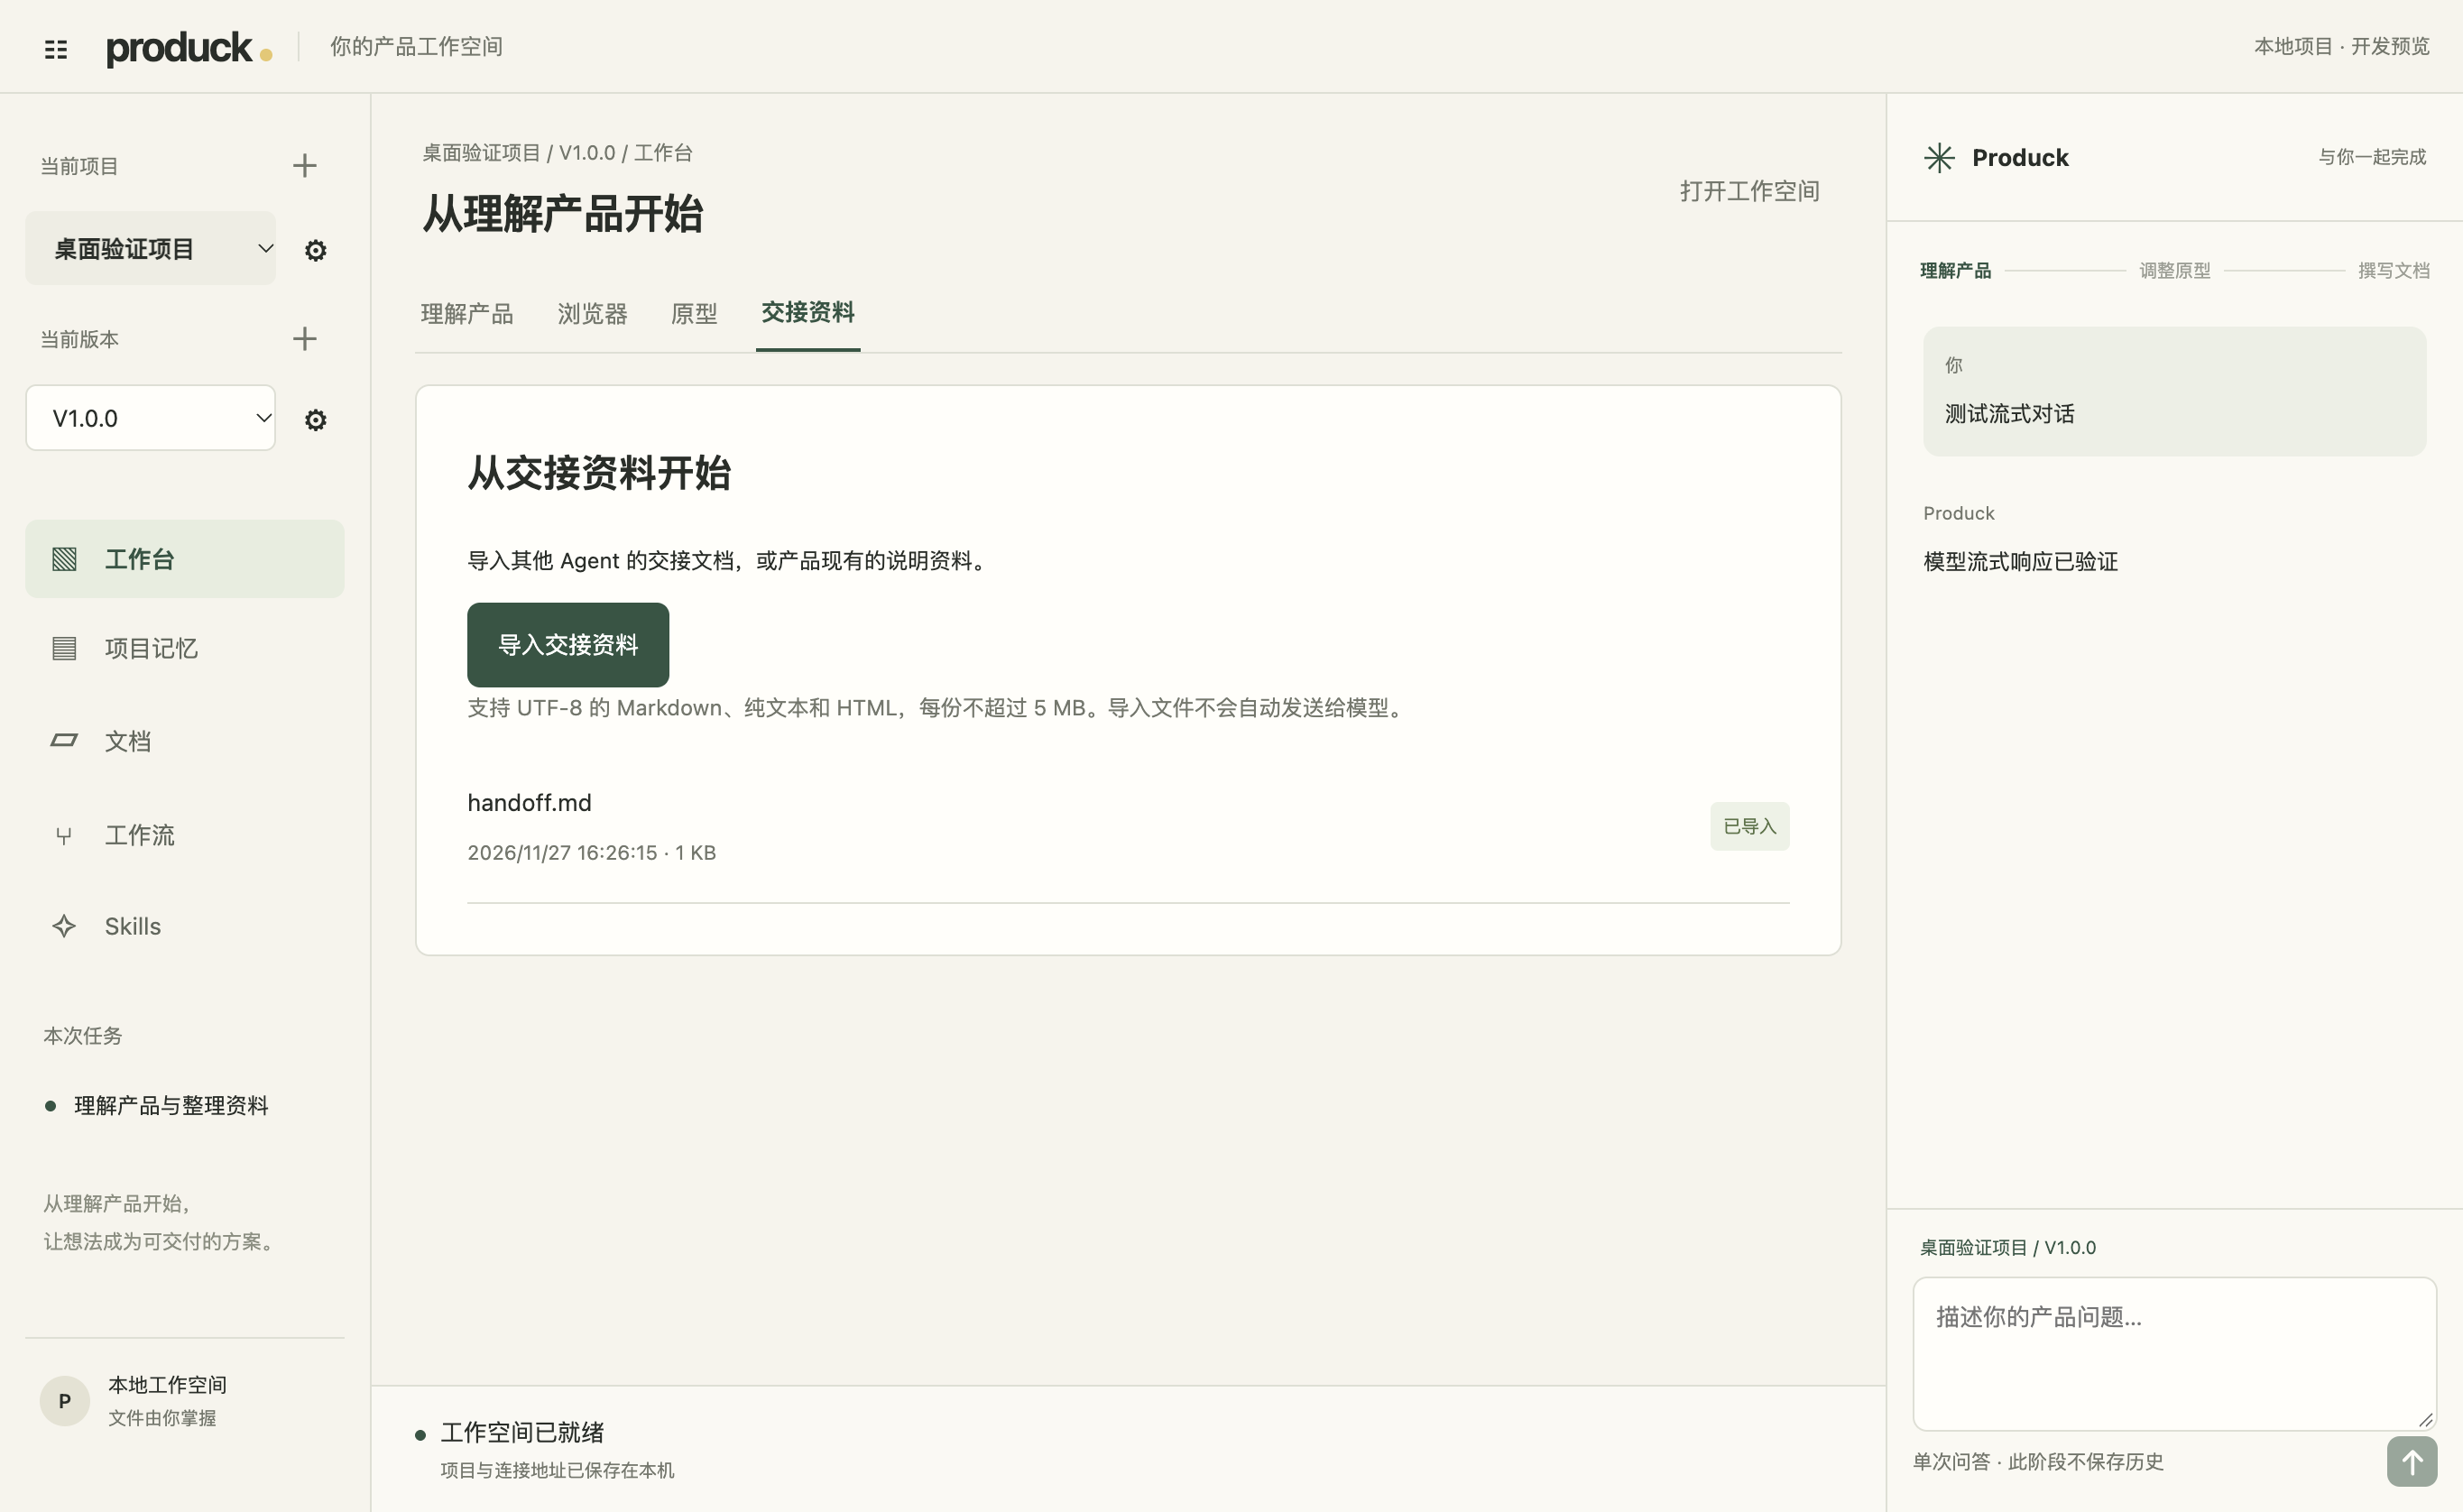 produck
你的产品工作空间
本地项目 · 开发预览
当前项目
桌面验证项目
当前版本
V1.0.0
工作台
项目记忆
文档
工作流
Skills
本次任务
理解产品与整理资料
从理解产品开始，
让想法成为可交付的方案。
P
本地工作空间
文件由你掌握
桌面验证项目 / V1.0.0 / 工作台
从理解产品开始
打开工作空间
理解产品
浏览器
原型
交接资料
从交接资料开始
导入其他 Agent 的交接文档，或产品现有的说明资料。
导入交接资料
支持 UTF-8 的 Markdown、纯文本和 HTML，每份不超过 5 MB。导入文件不会自动发送给模型。
handoff.md
2026/11/27 16:26:15 · 1 KB
已导入
工作空间已就绪
项目与连接地址已保存在本机
Produck
与你一起完成
理解产品
调整原型
撰写文档
你
测试流式对话
Produck
模型流式响应已验证
桌面验证项目 / V1.0.0
描述你的产品问题...
单次问答 · 此阶段不保存历史